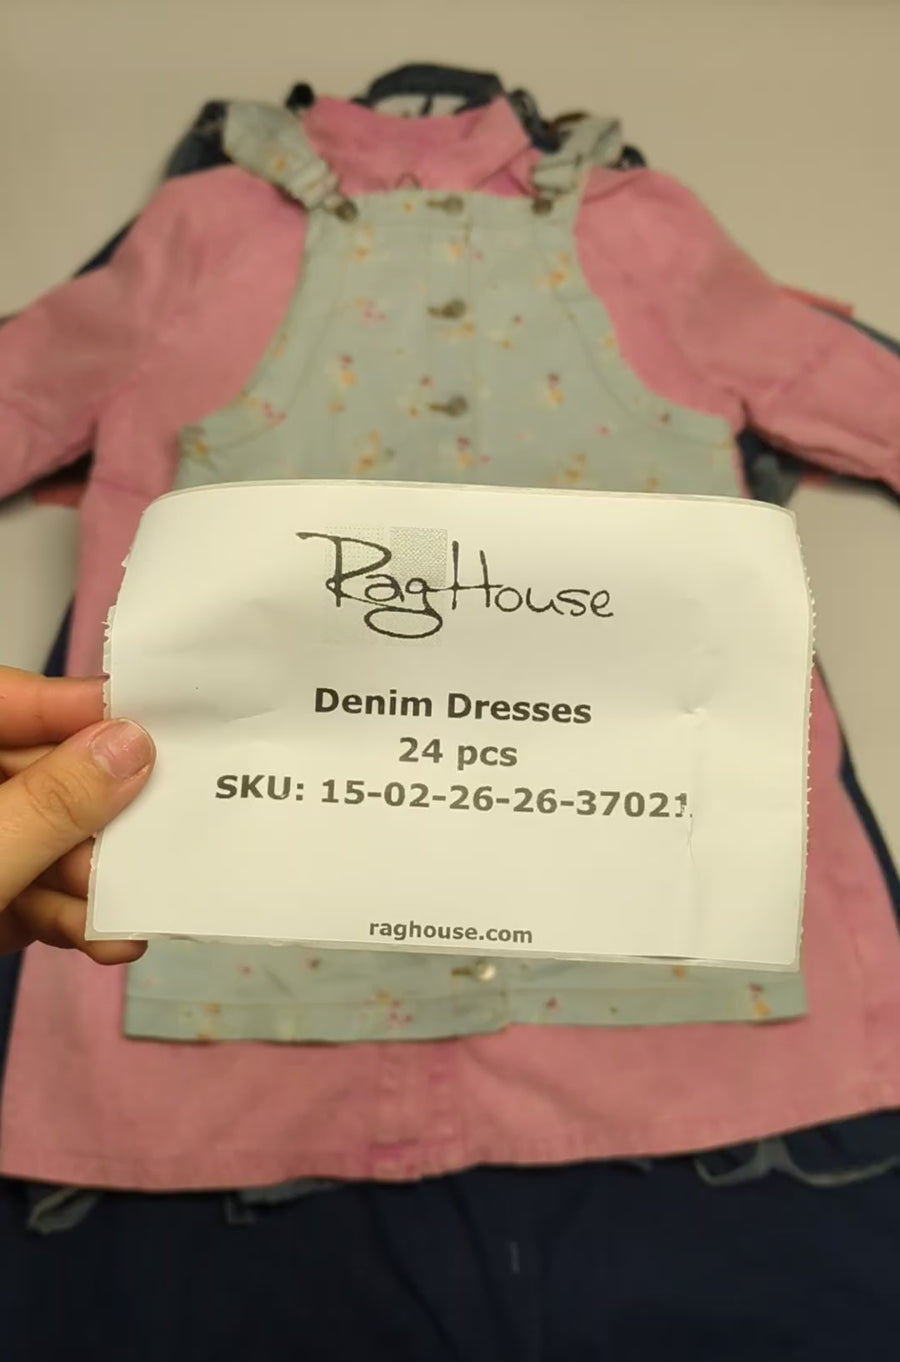 RagHouse
Denim Dresses
24 pcs
SKU: 15-02-26-26-37021
raghouse.com